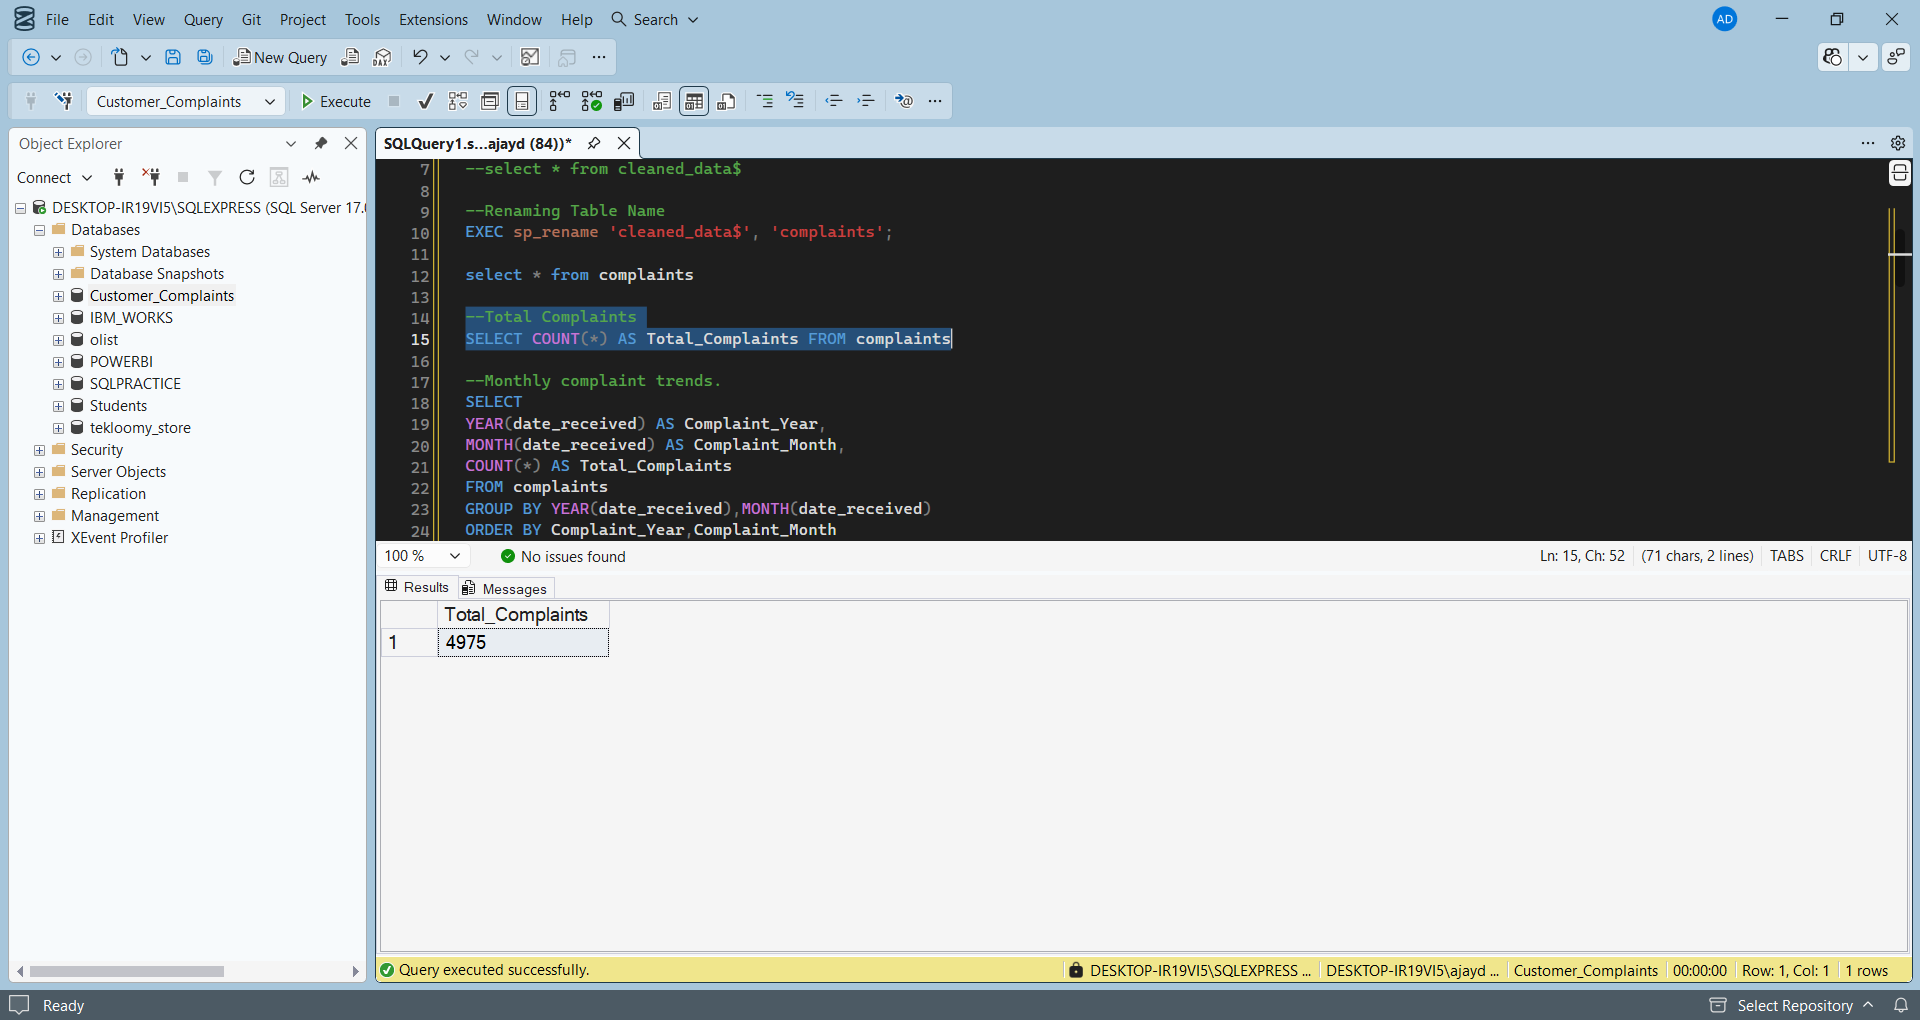 File Edit View Query Git Project Tools Extensions Window Help Search AD
New Query
Customer_Complaints Execute
Object Explorer
Connect
DESKTOP-IR19VI5\SQLEXPRESS (SQL Server 17.
Databases
System Databases
Database Snapshots
Customer_Complaints
IBM_WORKS
olist
POWERBI
SQLPRACTICE
Students
tekloomy_store
Security
Server Objects
Replication
Management
XEvent Profiler
SQLQuery1.s...ajayd (84))*
7 --select * from cleaned_data$
8
9 --Renaming Table Name
10 EXEC sp_rename 'cleaned_data$', 'complaints';
11
12 select * from complaints
13
14 --Total Complaints
15 SELECT COUNT(*) AS Total_Complaints FROM complaints
16
17 --Monthly complaint trends.
18 SELECT
19 YEAR(date_received) AS Complaint_Year,
20 MONTH(date_received) AS Complaint_Month,
21 COUNT(*) AS Total_Complaints
22 FROM complaints
23 GROUP BY YEAR(date_received),MONTH(date_received)
24 ORDER BY Complaint_Year,Complaint_Month
100 % No issues found Ln: 15, Ch: 52 (71 chars, 2 lines) TABS CRLF UTF-8
Results Messages
Total_Complaints
1 4975
Query executed successfully. DESKTOP-IR19VI5\SQLEXPRESS ... DESKTOP-IR19VI5\ajayd ... Customer_Complaints 00:00:00 Row: 1, Col: 1 1 rows
Ready Select Repository